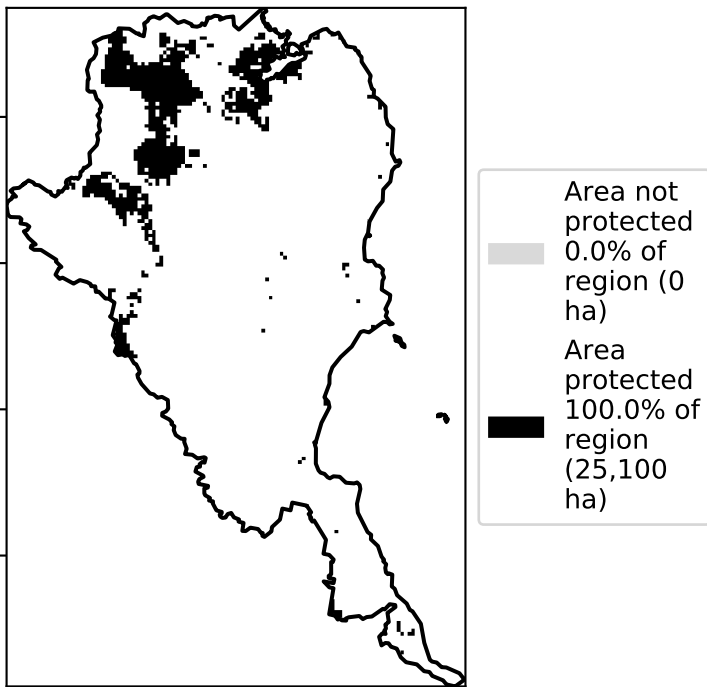 Area not
protected
0.0% of
region (0
ha)
Area
protected
100.0% of
region
(25,100
ha)